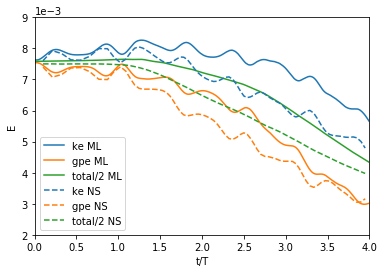 1e−3
9
8
7
6
5
4
3
2
E
ke ML
gpe ML
total/2 ML
ke NS
gpe NS
total/2 NS
0.0 0.5 1.0 1.5 2.0 2.5 3.0 3.5 4.0
t/T